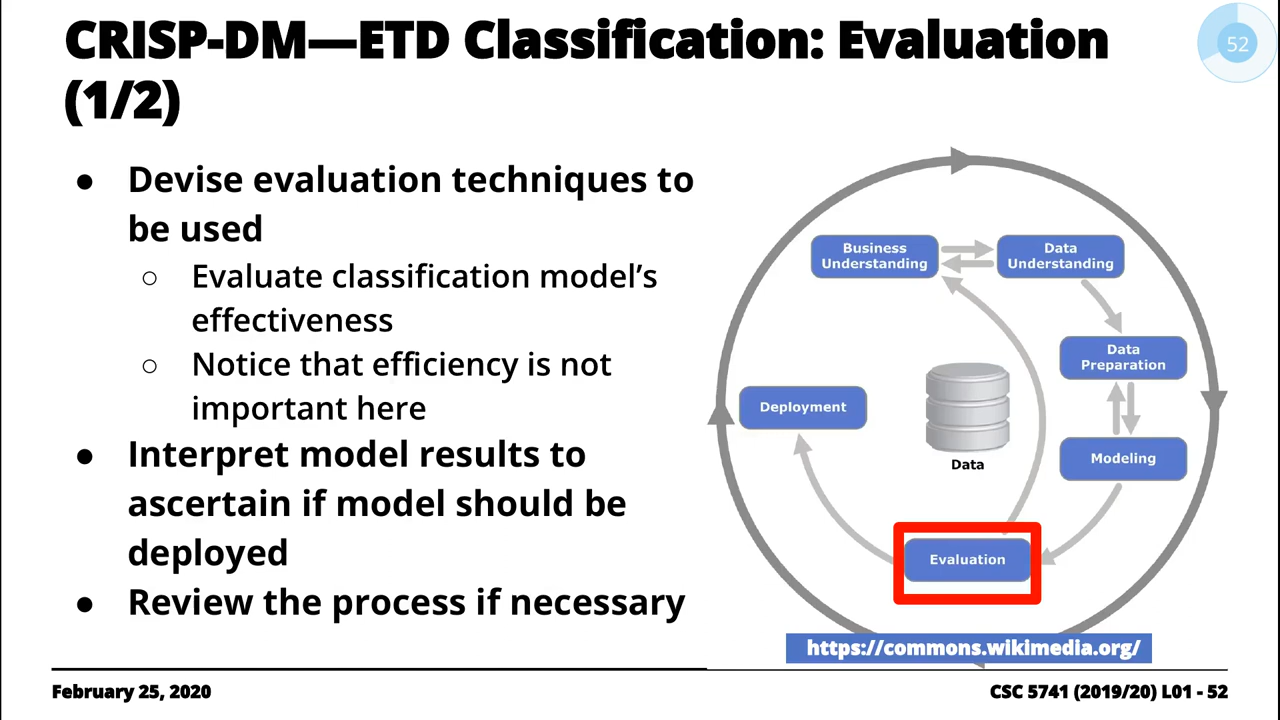 CRISP-DM—ETD Classification: Evaluation
(1/2)
52
● Devise evaluation techniques to
be used
○ Evaluate classification model’s
effectiveness
○ Notice that efficiency is not
important here
● Interpret model results to
ascertain if model should be
deployed
● Review the process if necessary
Business
Understanding
Data
Understanding
Data
Preparation
Modeling
Evaluation
Deployment
Data
https://commons.wikimedia.org/
February 25, 2020
CSC 5741 (2019/20) L01 - 52